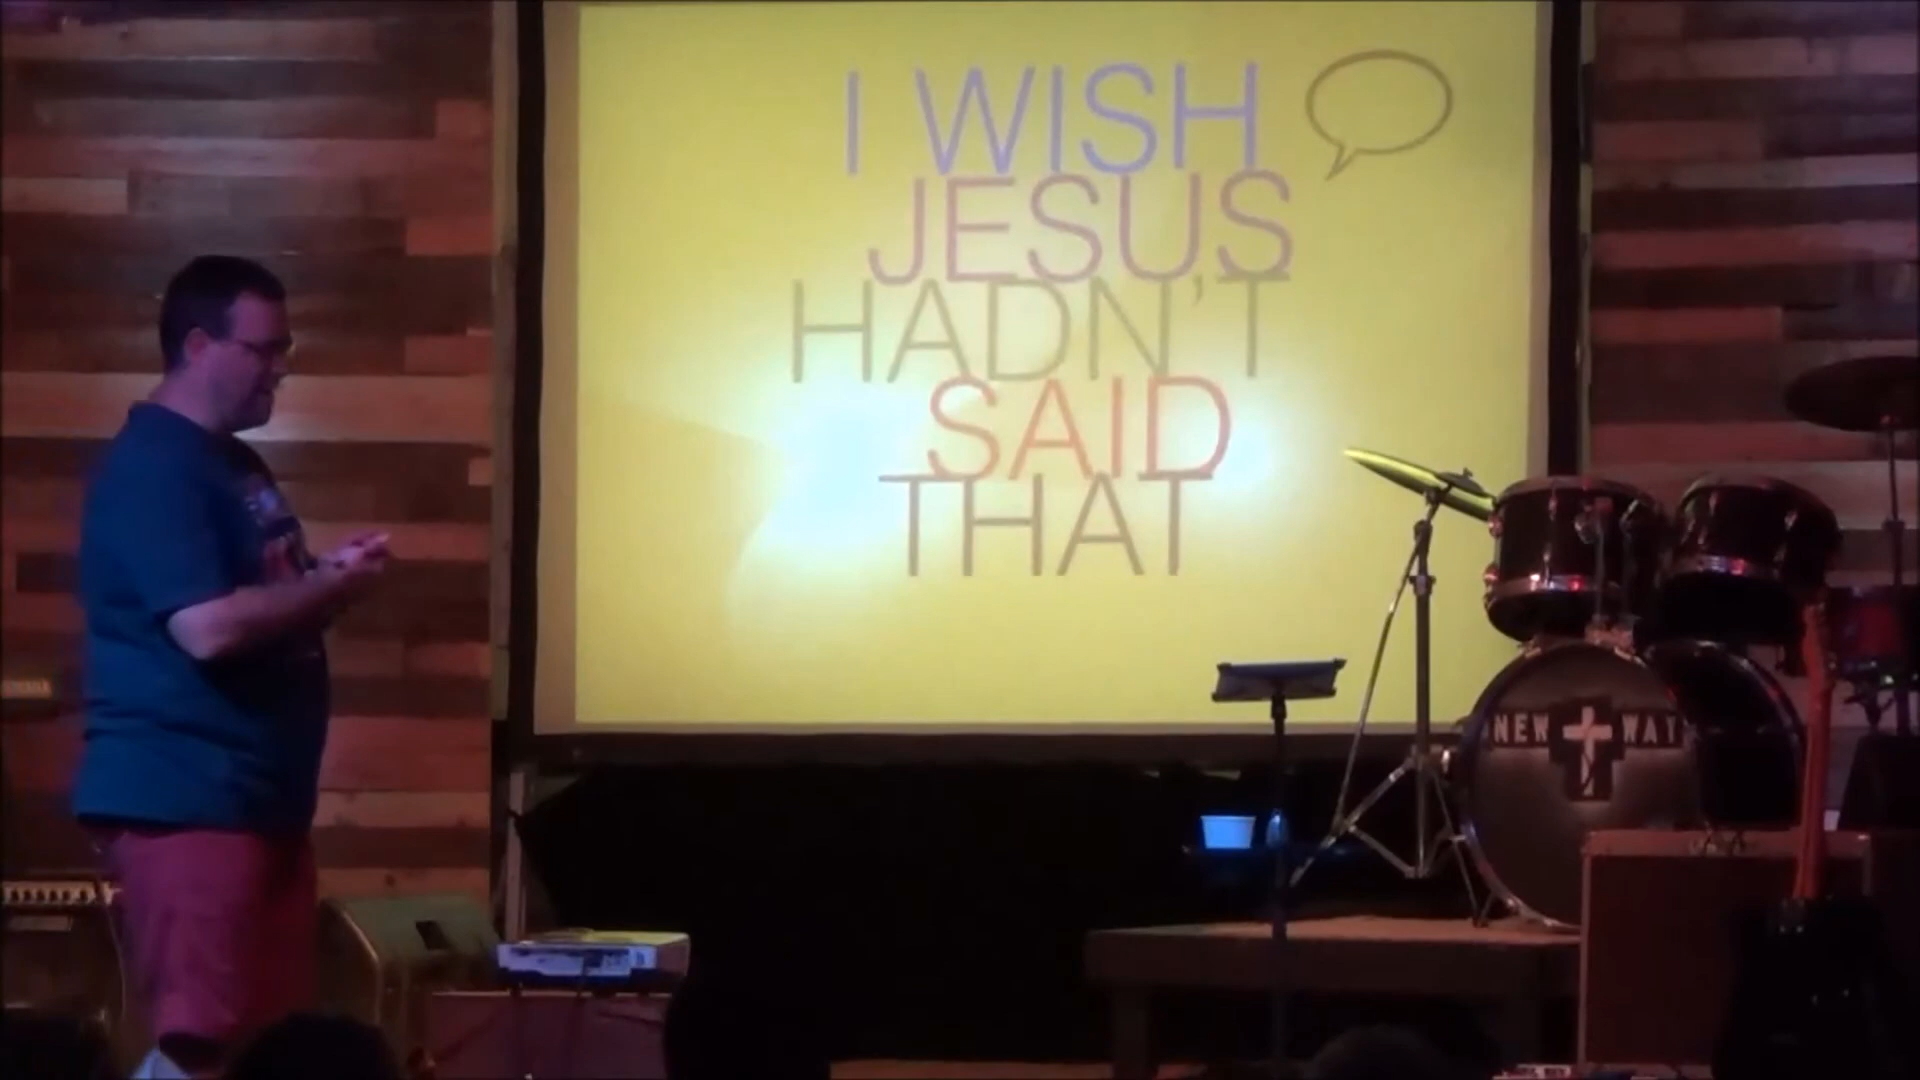 I WISH
JESUS
HADN'T
SAID
THAT
NEW WAY